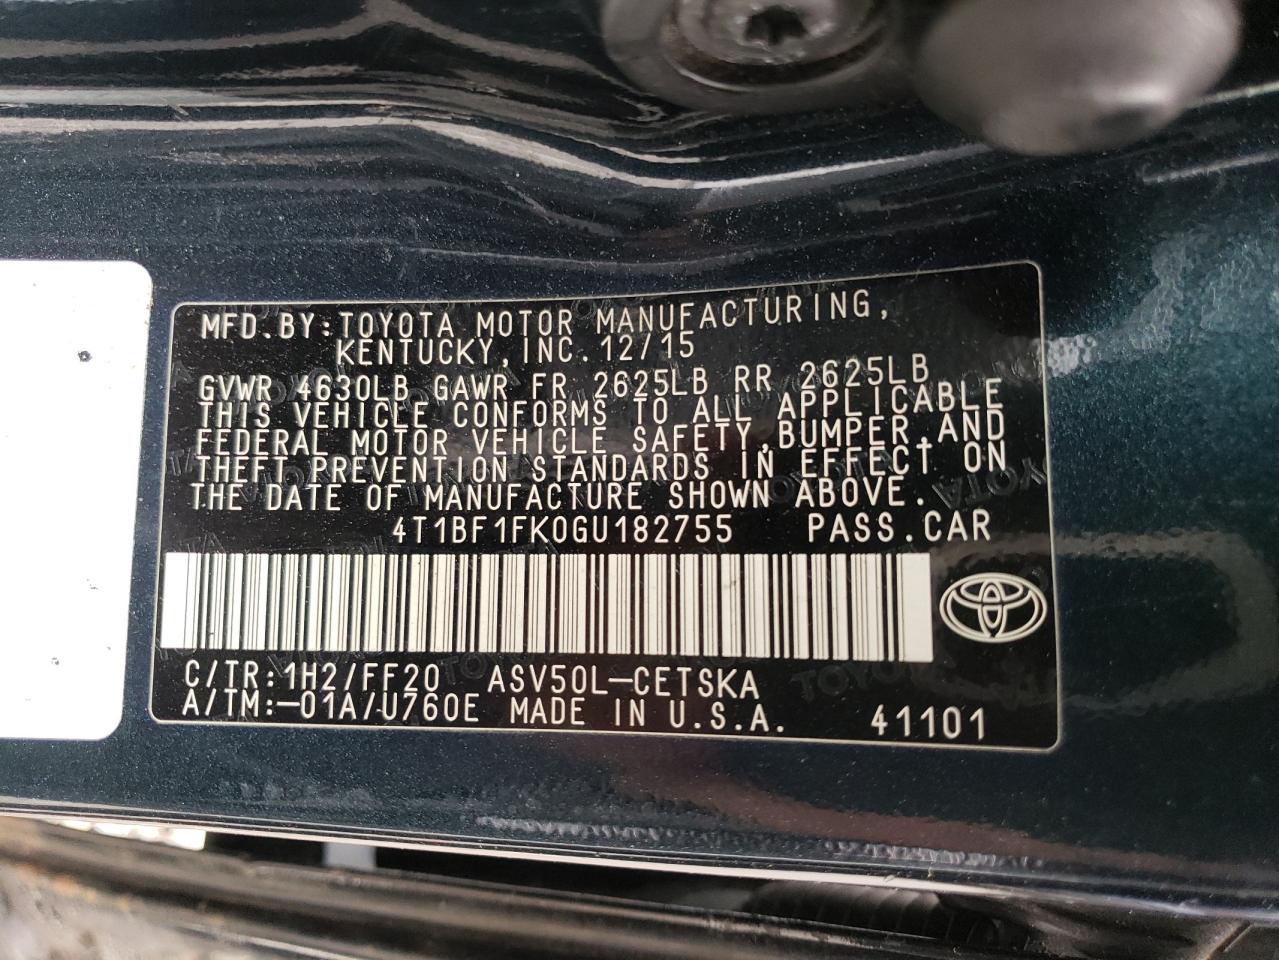 MFD.BY:TOYOTA MOTOR MANUFACTURING,
KENTUCKY,INC.12/15
GVWR 4630LB GAWR FR 2625LB RR 2625LB
THIS VEHICLE CONFORMS TO ALL APPLICABLE
FEDERAL MOTOR VEHICLE SAFETY,BUMPER,AND
THEFT PREVENTION STANDARDS IN EFFECT ON
THE DATE OF MANUFACTURE SHOWN ABOVE.
4T1BF1FK0GU182755 PASS.CAR
C/TR:1H2/FF20 ASV50L-CETSKA
A/TM:-01A/U760E MADE IN U.S.A. 41101